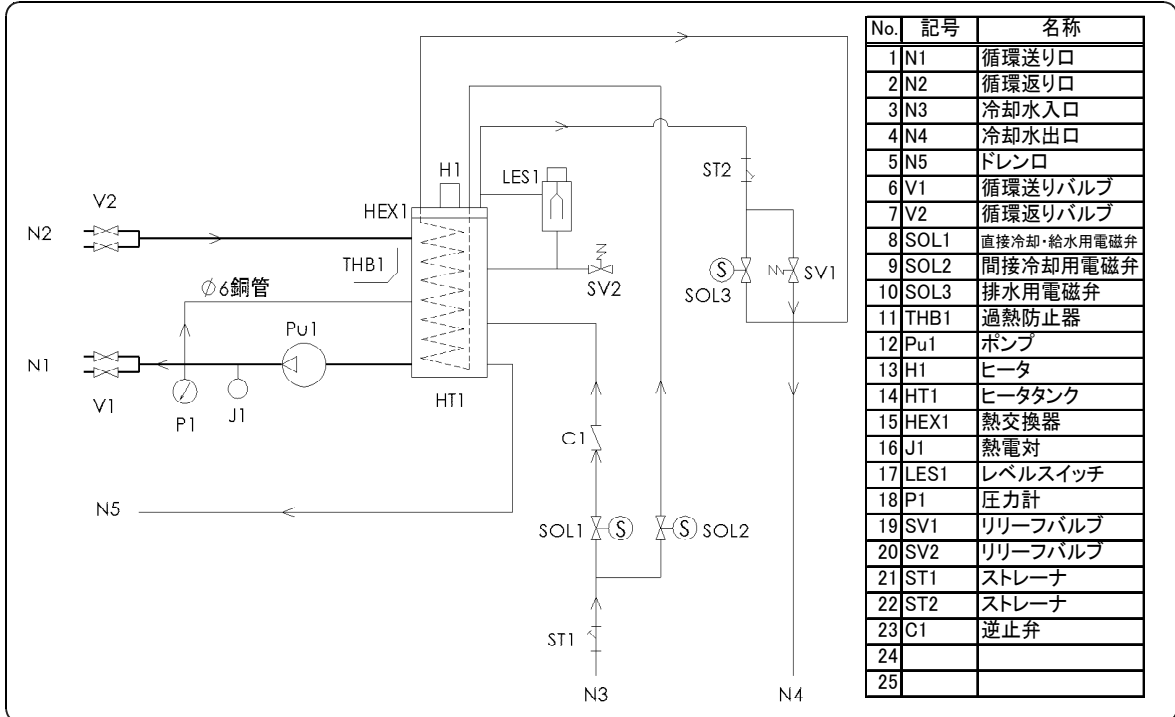 V2
N2
φ6銅管
N1
V1
P1
J1
Pu1
THB1
HEX1
H1
LES1
SV2
HT1
N5
C1
SOL1
S
S
SOL2
ST1
N3
ST2
S
SOL3
SV1
N4
No. 記号 名称
1 N1 循環送り口
2 N2 循環返り口
3 N3 冷却水入口
4 N4 冷却水出口
5 N5 ドレン口
6 V1 循環送りバルブ
7 V2 循環返りバルブ
8 SOL1 直接冷却・給水用電磁弁
9 SOL2 間接冷却用電磁弁
10 SOL3 排水用電磁弁
11 THB1 過熱防止器
12 Pu1 ポンプ
13 H1 ヒータ
14 HT1 ヒータタンク
15 HEX1 熱交換器
16 J1 熱電対
17 LES1 レベルスイッチ
18 P1 圧力計
19 SV1 リリーフバルブ
20 SV2 リリーフバルブ
21 ST1 ストレーナ
22 ST2 ストレーナ
23 C1 逆止弁
24
25